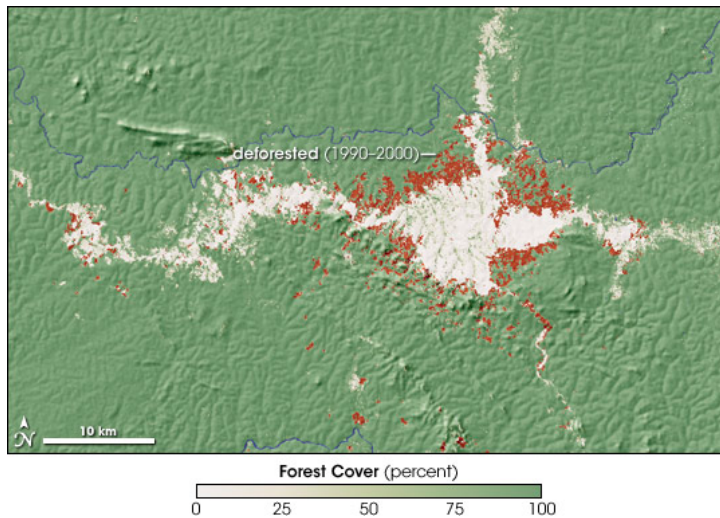 deforested (1990–2000)
N
10 km
Forest Cover (percent)
0 25 50 75 100